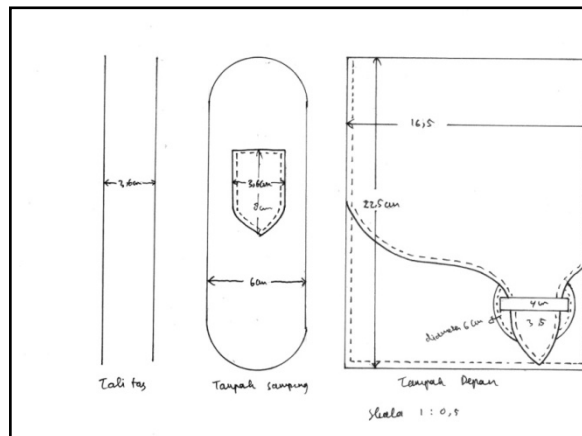 16,5
3,6cm
3,6cm
8cm
22,5cm
6cm
4cm
3,5
diameter 6cm
Tali tas
Tampak samping
Tampak Depan
Skala 1:0,5